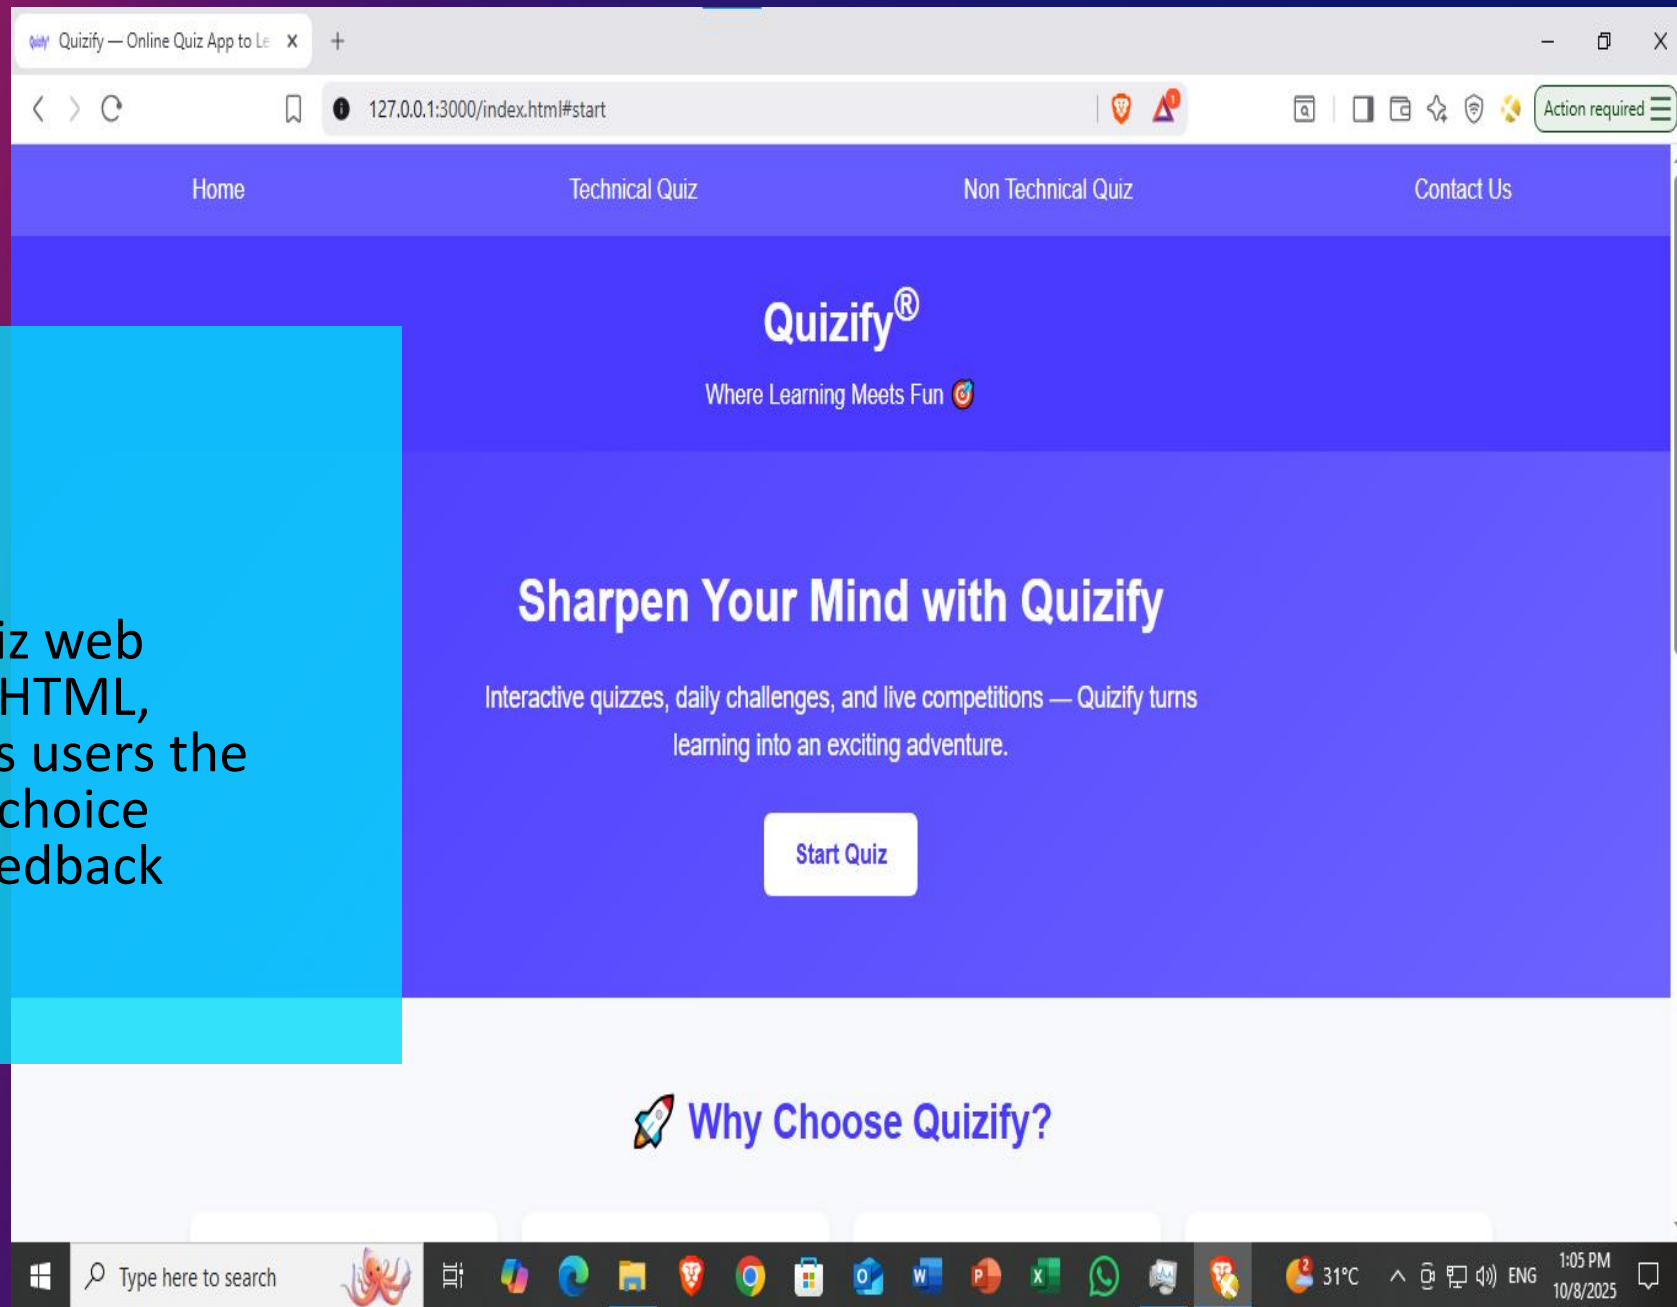 Quizify — Online Quiz App to Le
127.0.0.1:3000/index.html#start
Action required
Home
Technical Quiz
Non Technical Quiz
Contact Us
Quizify®
Where Learning Meets Fun
Sharpen Your Mind with Quizify
Interactive quizzes, daily challenges, and live competitions — Quizify turns
learning into an exciting adventure.
Start Quiz
iz web
HTML,
s users the
choice
edback
Why Choose Quizify?
Type here to search
31°C
ENG
1:05 PM
10/8/2025